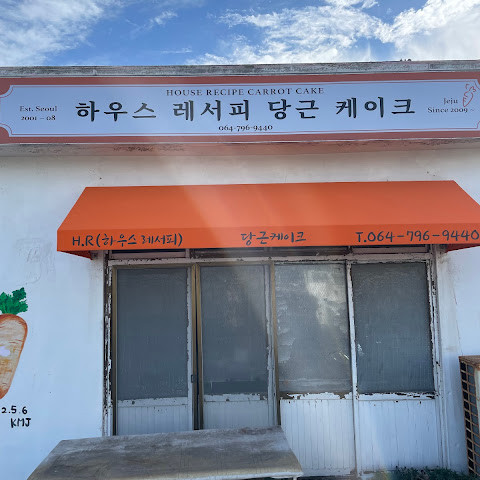 HOUSE RECIPE CARROT CAKE
Est. Seoul
2001 – 08
하우스 레서피 당근 케이크
Jeju
Since 2009 –
064-796-9440
H.R(하우스레서피) 당근케이크 T.064-796-9440
2.5.6
KMJ